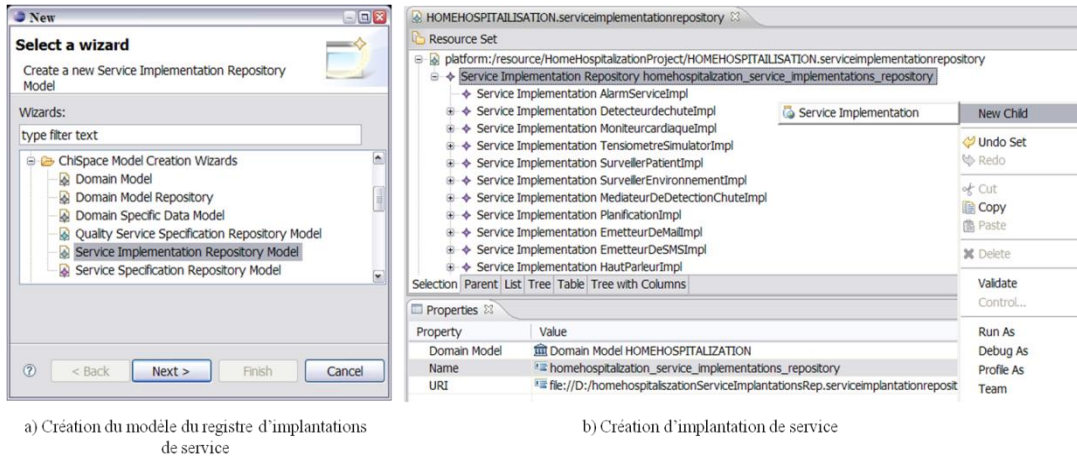 New
Select a wizard
Create a new Service Implementation Repository
Model
Wizards:
type filter text
ChiSpace Model Creation Wizards
Domain Model
Domain Model Repository
Domain Specific Data Model
Quality Service Specification Repository Model
Service Implementation Repository Model
Service Specification Repository Model
?
< Back
Next >
Finish
Cancel
a) Création du modèle du registre d'implantations
de service
HOMEHOSPITAILISATION.serviceimplementationrepository
Resource Set
platform:/resource/HomeHospitalizationProject/HOMEHOSPITAILISATION.serviceimplementationrepository
Service Implementation Repository homehospitalization_service_implementations_repository
Service Implementation AlarmServiceImpl
Service Implementation DetecteurdechuteImpl
Service Implementation MoniteurcardiaqueImpl
Service Implementation TensiometreSimulatorImpl
Service Implementation SurveillerPatientImpl
Service Implementation SurveillerEnvironnementImpl
Service Implementation MediateurDeDetectionChuteImpl
Service Implementation PlanificationImpl
Service Implementation EmetteurDeMailImpl
Service Implementation EmetteurDeSMSImpl
Service Implementation HautParleurImpl
Selection Parent List Tree Table Tree with Columns
Service Implementation
New Child
Undo Set
Redo
Cut
Copy
Paste
Delete
Validate
Control...
Run As
Debug As
Profile As
Team
Properties
Property Value
Domain Model Domain Model HOMEHOSPITALIZATION
Name homehospitalization_service_implementations_repository
URI file://D:/homehospitaliszationServiceImplantationsRep.serviceimplantationreposit
b) Création d'implantation de service